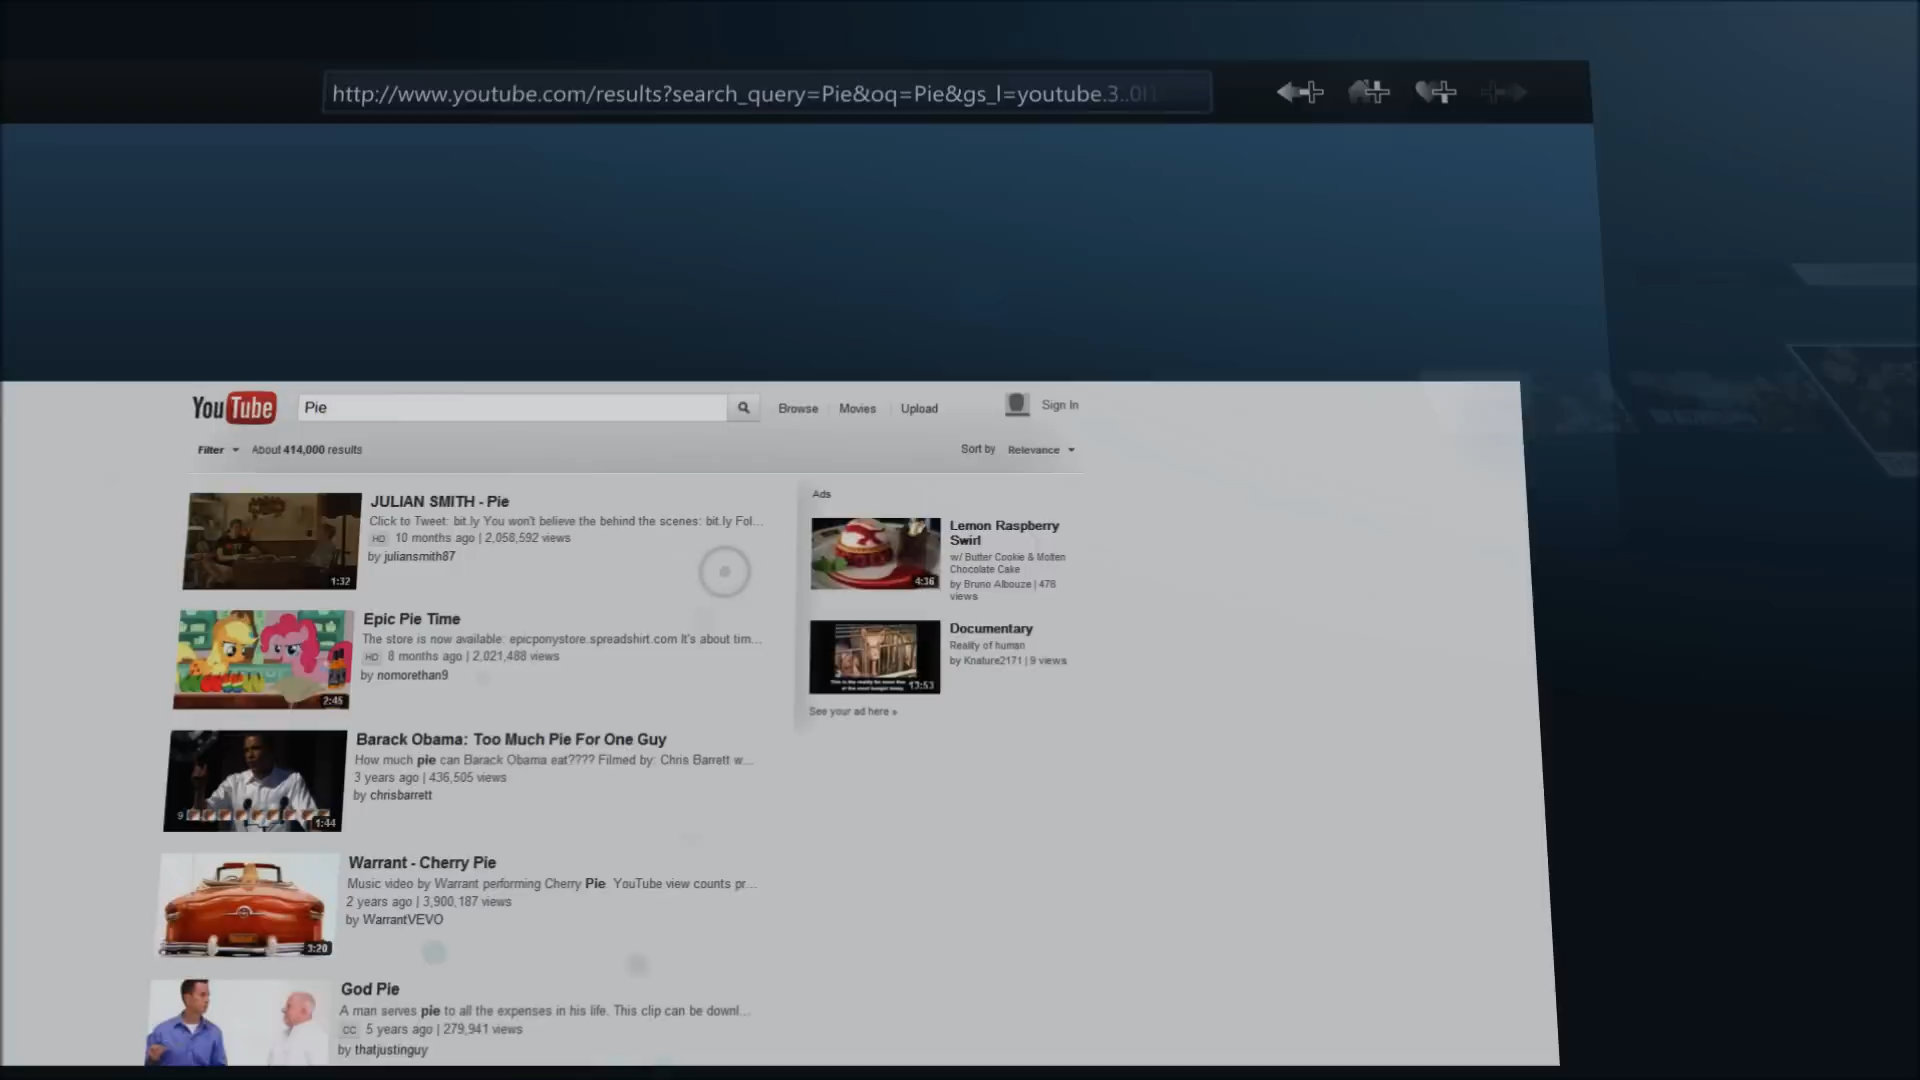 http://www.youtube.com/results?search_query=Pie&oq=Pie&gs_l=youtube.3..0l
YouTube
Pie
Browse
Movies
Upload
Sign In
Filter
About 414,000 results
Sort by
Relevance
JULIAN SMITH - Pie
Click to Tweet: bit.ly You won't believe the behind the scenes: bit.ly Fol...
HD 10 months ago | 2,058,592 views
by juliansmith87
1:32
Epic Pie Time
The store is now available: epicponystore.spreadshirt.com It's about tim...
HD 8 months ago | 2,021,488 views
by nomorethan9
2:45
Barack Obama: Too Much Pie For One Guy
How much pie can Barack Obama eat???? Filmed by: Chris Barrett w...
3 years ago | 436,505 views
by chrisbarrett
9
1:44
Warrant - Cherry Pie
Music video by Warrant performing Cherry Pie. YouTube view counts pr...
2 years ago | 3,900,187 views
by WarrantVEVO
3:20
God Pie
A man serves pie to all the expenses in his life. This clip can be downl...
CC 5 years ago | 279,941 views
by thatjustinguy
Ads
Lemon Raspberry
Swirl
w/ Butter Cookie & Molten
Chocolate Cake
by Bruno Albouze | 478
views
4:36
Documentary
Reality of human
by Knature2171 | 9 views
13:53
See your ad here »